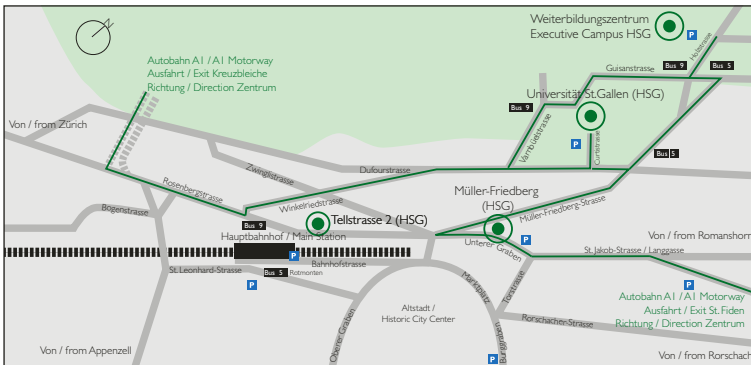 Weiterbildungszentrum
Executive Campus HSG
P
Holzstrasse
Autobahn A1 / A1 Motorway
Ausfahrt / Exit Kreuzbleiche
Richtung / Direction Zentrum
Bus 9
Bus 5
Guisanstrasse
Universität St.Gallen (HSG)
Bus 9
Von / from Zürich
Varnbüelstrasse
P
Curtistrasse
Bus 5
Zwinglistrasse
Dufourstrasse
Rosenbergstrasse
Müller-Friedberg
(HSG)
Winkelriedstrasse
Müller-Friedberg-Strasse
Bogenstrasse
Tellstrasse 2 (HSG)
Bus 9
Hauptbahnhof / Main Station
P
Unterer Graben
P
Von / from Romanshorn
St. Jakob-Strasse / Langgasse
Bahnhofstrasse
St. Leonhard-Strasse
Bus 5
Rotmonten
P
Marktplatz
Torstrasse
P
Autobahn A1 / A1 Motorway
Ausfahrt / Exit St. Fiden
Richtung / Direction Zentrum
Altstadt /
Historic City Center
Oberer Graben
Burggraben
Rorschacher-Strasse
Von / from Appenzell
P
Von / from Rorschach